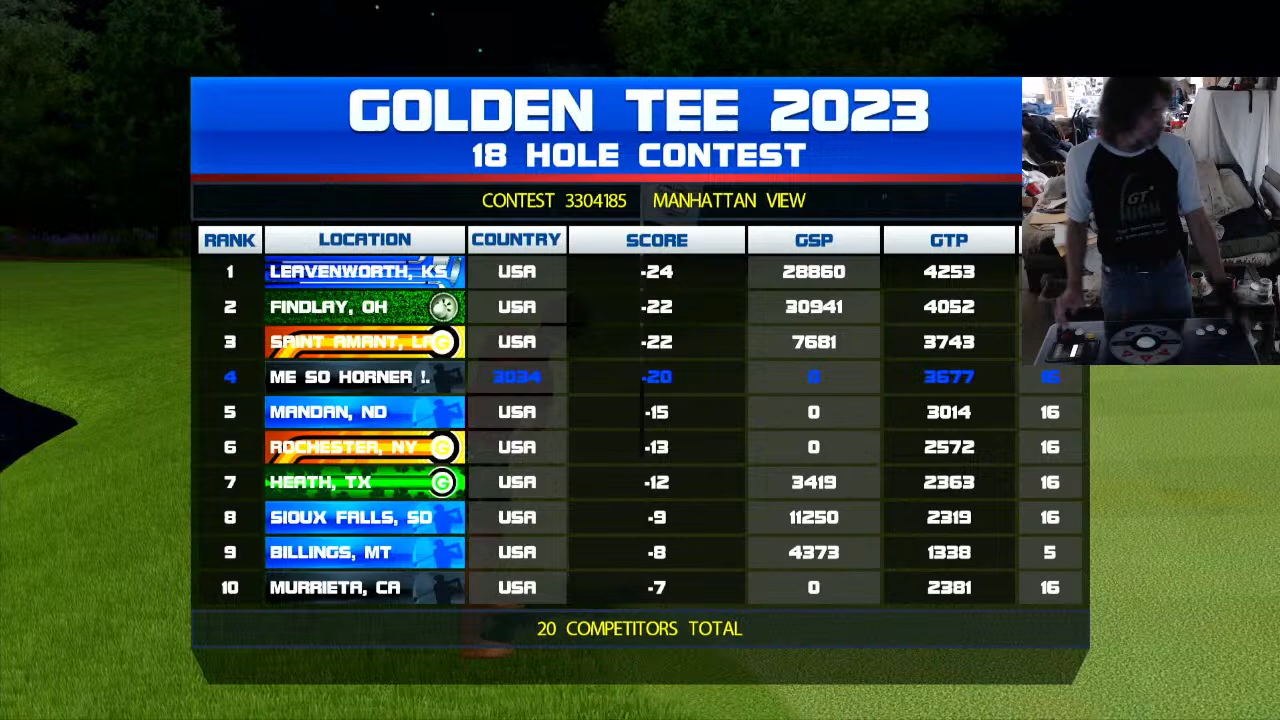 GOLDEN TEE 2023
18 HOLE CONTEST
CONTEST 3304185 MANHATTAN VIEW
RANK LOCATION COUNTRY SCORE GSP GTP
1 LEAVENWORTH, KS USA -24 28860 4253
2 FINDLAY, OH USA -22 30941 4052
3 SAINT AMANT, LA USA -22 7681 3743
4 ME SO HORNER !. 3034 -20 0 3677 16
5 MANDAN, ND USA -15 0 3014 16
6 ROCHESTER, NY USA -13 0 2572 16
7 HEATH, TX USA -12 3419 2363 16
8 SIOUX FALLS, SD USA -9 11250 2319 16
9 BILLINGS, MT USA -8 4373 1338 5
10 MURRIETA, CA USA -7 0 2381 16
20 COMPETITORS TOTAL
GT